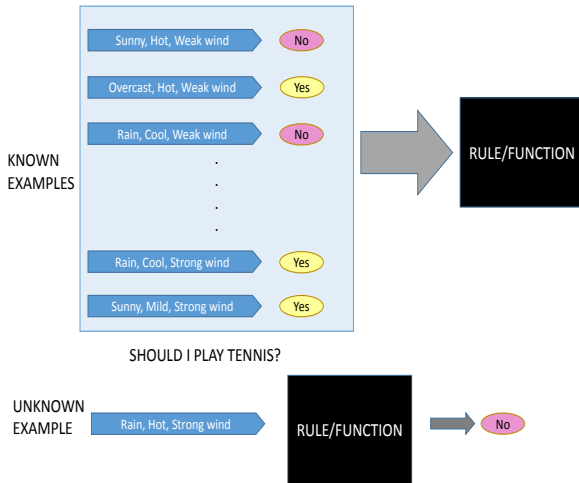 Sunny, Hot, Weak wind
No
Overcast, Hot, Weak wind
Yes
Rain, Cool, Weak wind
No
KNOWN
EXAMPLES
RULE/FUNCTION
.
.
.
.
Rain, Cool, Strong wind
Yes
Sunny, Mild, Strong wind
Yes
SHOULD I PLAY TENNIS?
UNKNOWN
EXAMPLE
Rain, Hot, Strong wind
RULE/FUNCTION
No